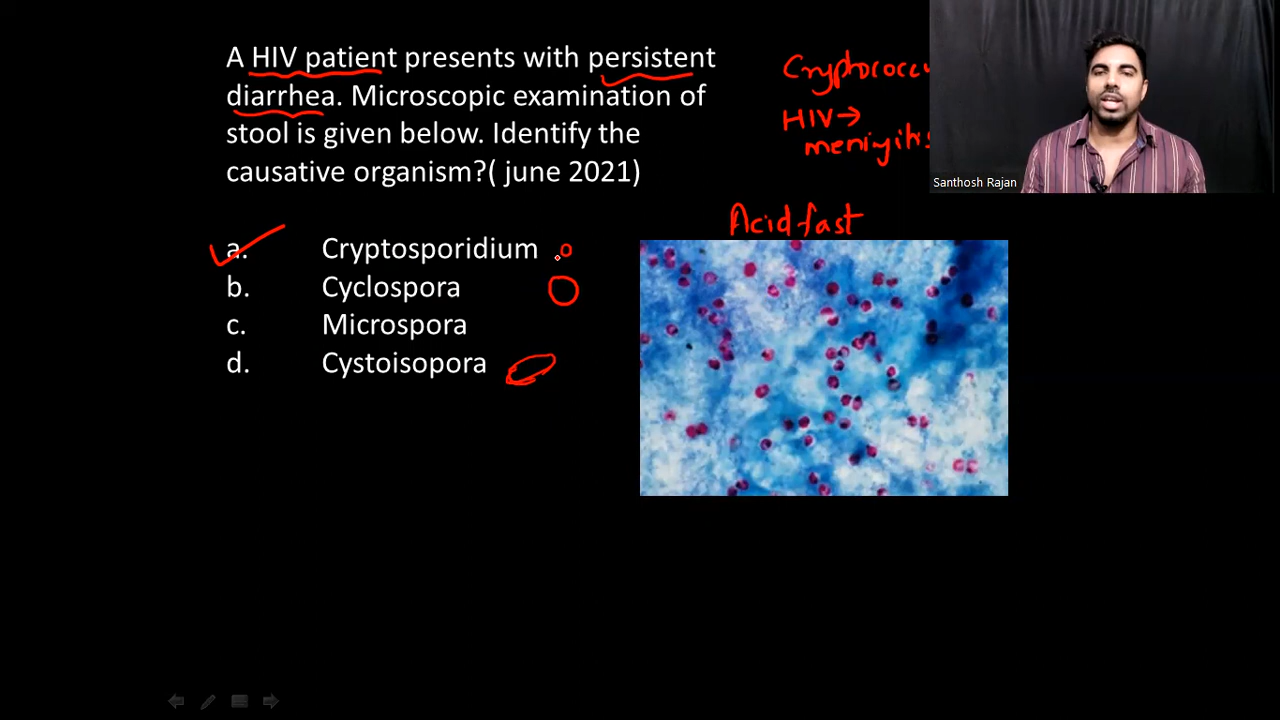 A HIV patient presents with persistent
diarrhea. Microscopic examination of
stool is given below. Identify the
causative organism?( june 2021)
HIV→
Santhosh Rajan
Acid fast
a. Cryptosporidium
b. Cyclospora
c. Microspora
d. Cystoisopora